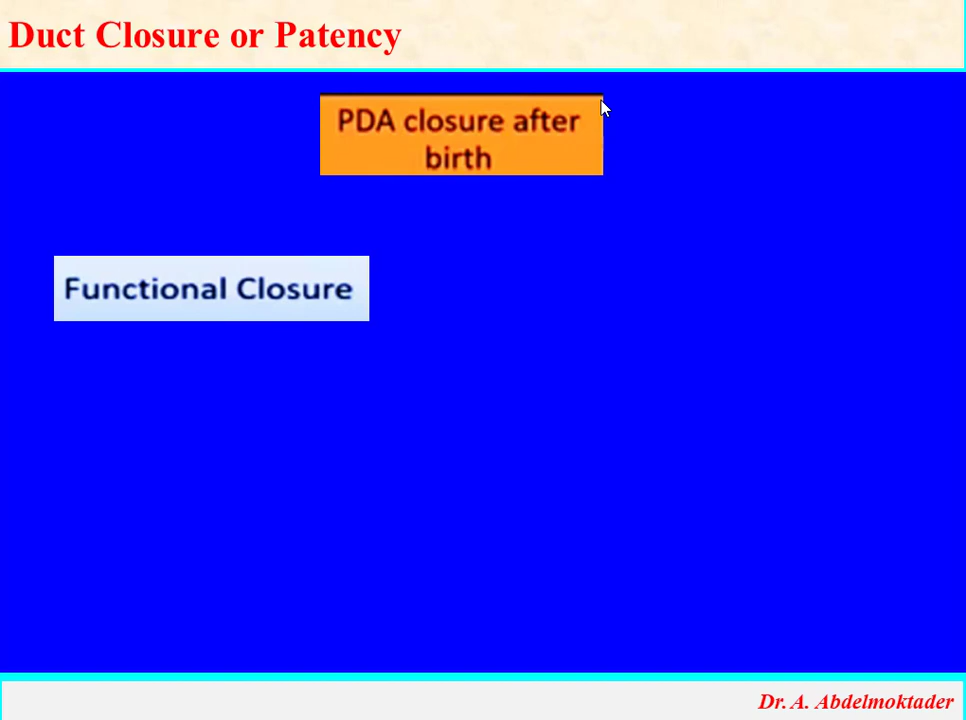 Duct Closure or Patency
PDA closure after
birth
Functional Closure
Dr. A. Abdelmoktader